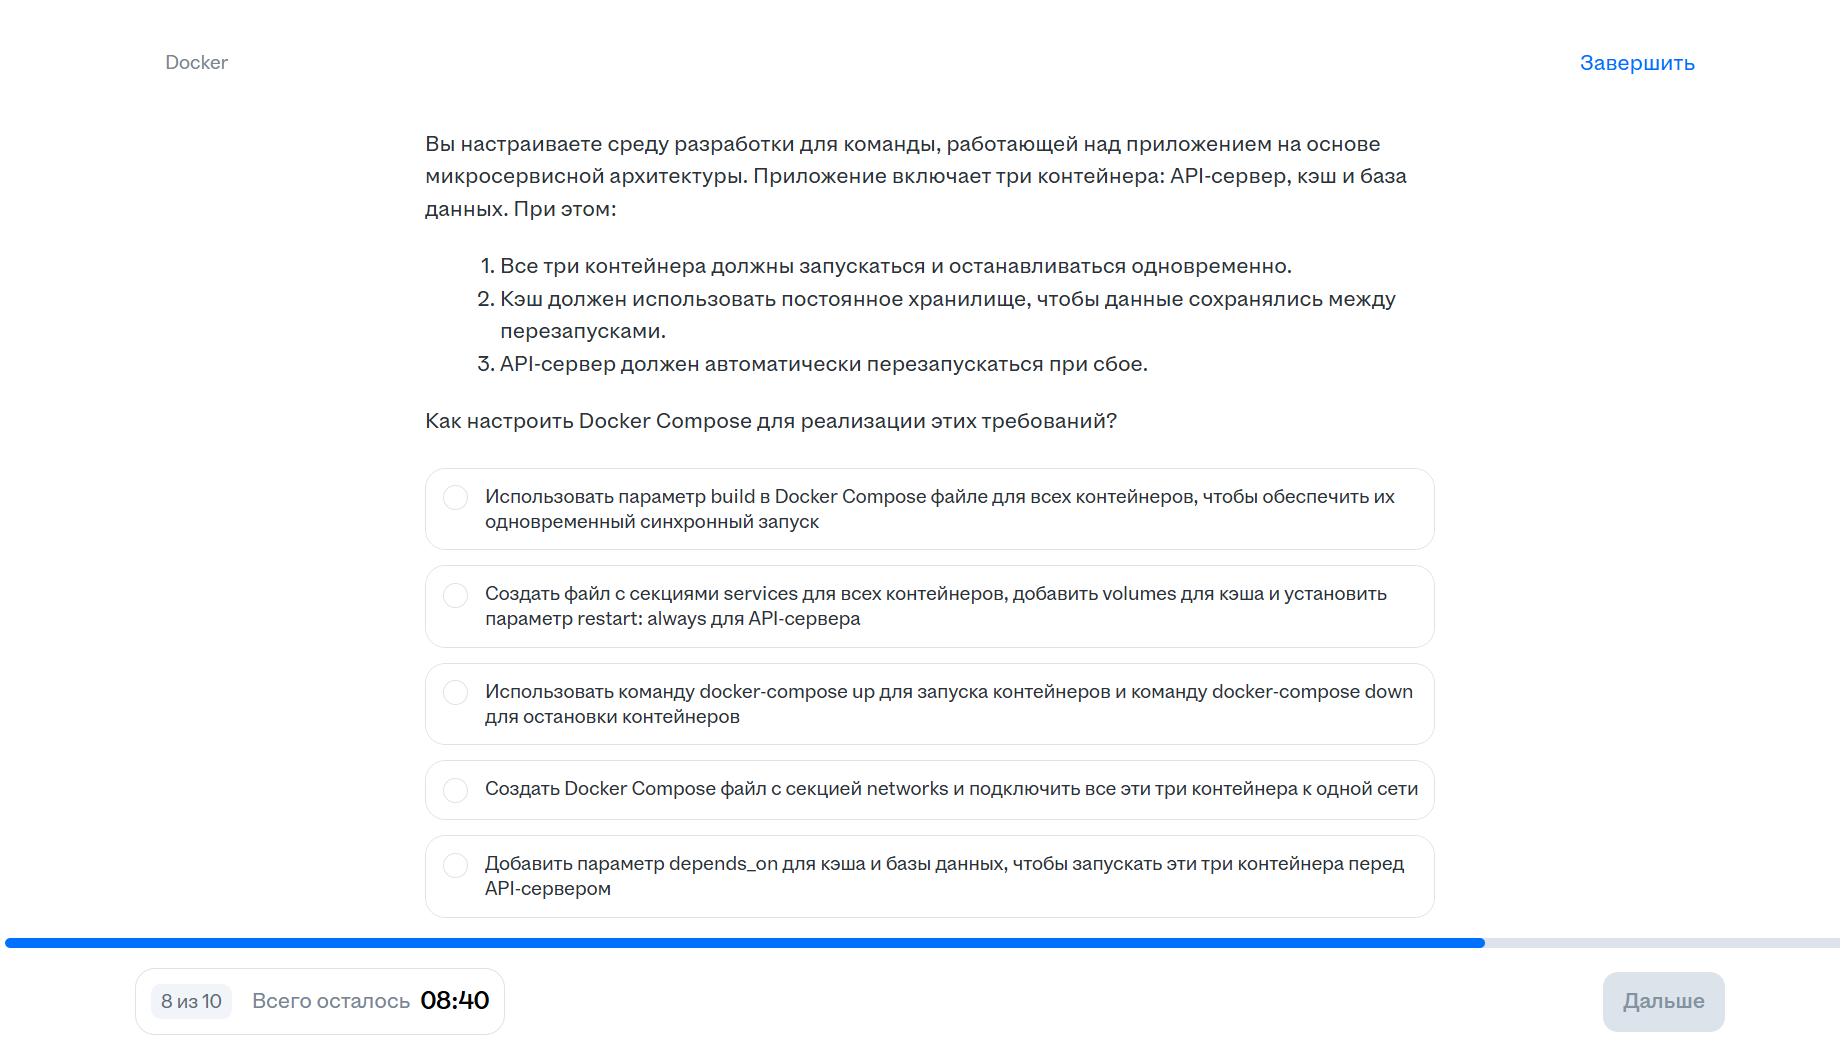 Docker
Завершить
Вы настраиваете среду разработки для команды, работающей над приложением на основе
микросервисной архитектуры. Приложение включает три контейнера: API-сервер, кэш и база
данных. При этом:
1. Все три контейнера должны запускаться и останавливаться одновременно.
2. Кэш должен использовать постоянное хранилище, чтобы данные сохранялись между
перезапусками.
3. API-сервер должен автоматически перезапускаться при сбое.
Как настроить Docker Compose для реализации этих требований?
Использовать параметр build в Docker Compose файле для всех контейнеров, чтобы обеспечить их
одновременный синхронный запуск
Создать файл с секциями services для всех контейнеров, добавить volumes для кэша и установить
параметр restart: always для API-сервера
Использовать команду docker-compose up для запуска контейнеров и команду docker-compose down
для остановки контейнеров
Создать Docker Compose файл с секцией networks и подключить все эти три контейнера к одной сети
Добавить параметр depends_on для кэша и базы данных, чтобы запускать эти три контейнера перед
API-сервером
8 из 10
Всего осталось 08:40
Дальше